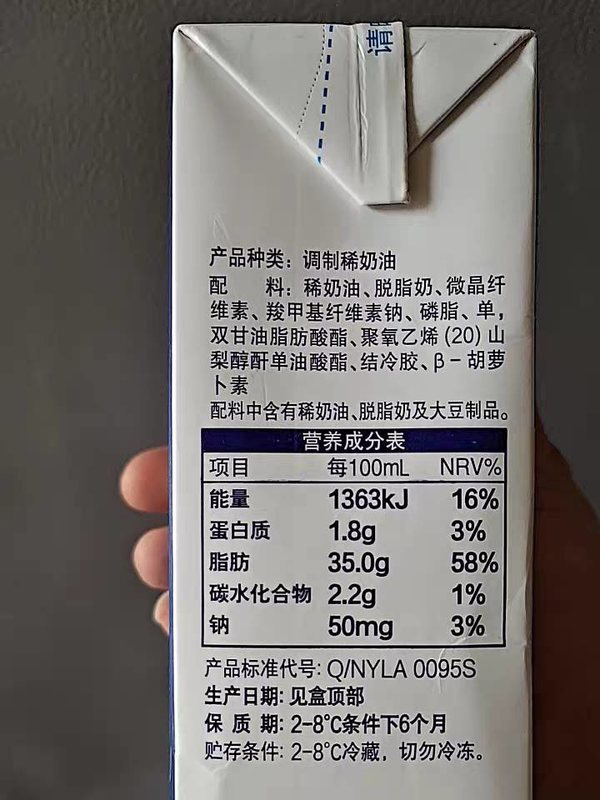 请
产品种类：调制稀奶油
配 料：稀奶油、脱脂奶、微晶纤
维素、羧甲基纤维素钠、磷脂、单，
双甘油脂肪酸酯、聚氧乙烯(20)山
梨醇酐单油酸酯、结冷胶、β－胡萝
卜素
配料中含有稀奶油、脱脂奶及大豆制品。
营养成分表
项目 每100mL NRV%
能量 1363kJ 16%
蛋白质 1.8g 3%
脂肪 35.0g 58%
碳水化合物 2.2g 1%
钠 50mg 3%
产品标准代号: Q/NYLA 0095S
生产日期: 见盒顶部
保 质 期: 2-8℃条件下6个月
贮存条件: 2-8℃冷藏，切勿冷冻。